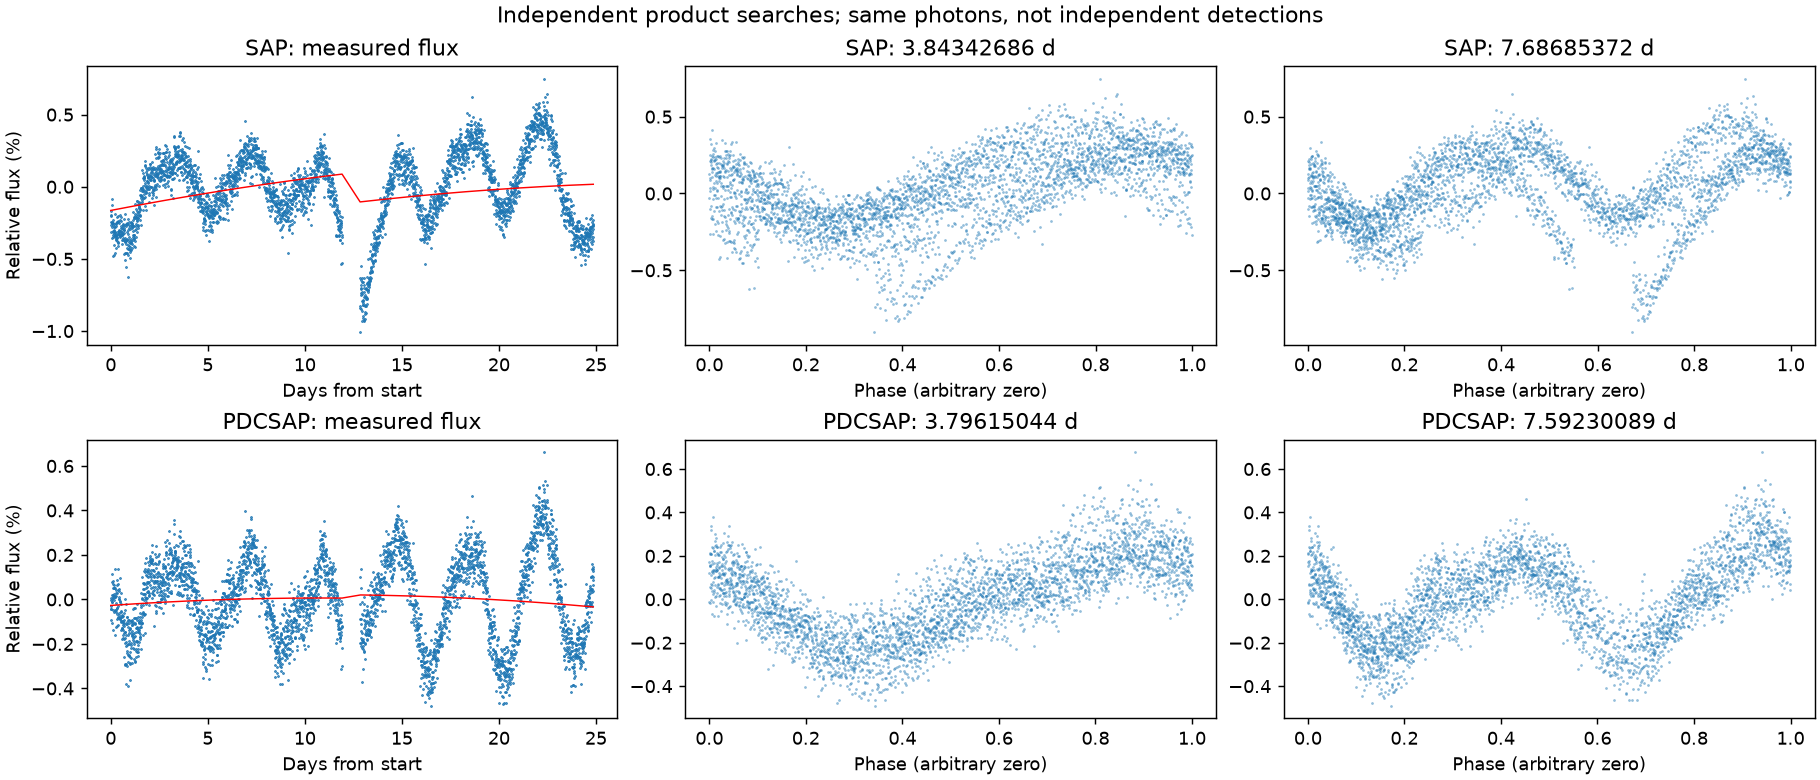 Independent product searches; same photons, not independent detections
SAP: measured flux
SAP: 3.84342686 d
SAP: 7.68685372 d
Relative flux (%)
0.5
0.0
−0.5
−1.0
0 5 10 15 20 25
Days from start
0.5
0.0
−0.5
0.0 0.2 0.4 0.6 0.8 1.0
Phase (arbitrary zero)
0.5
0.0
−0.5
0.0 0.2 0.4 0.6 0.8 1.0
Phase (arbitrary zero)
PDCSAP: measured flux
PDCSAP: 3.79615044 d
PDCSAP: 7.59230089 d
Relative flux (%)
0.6
0.4
0.2
0.0
−0.2
−0.4
0 5 10 15 20 25
Days from start
0.6
0.4
0.2
0.0
−0.2
−0.4
0.0 0.2 0.4 0.6 0.8 1.0
Phase (arbitrary zero)
0.6
0.4
0.2
0.0
−0.2
−0.4
0.0 0.2 0.4 0.6 0.8 1.0
Phase (arbitrary zero)